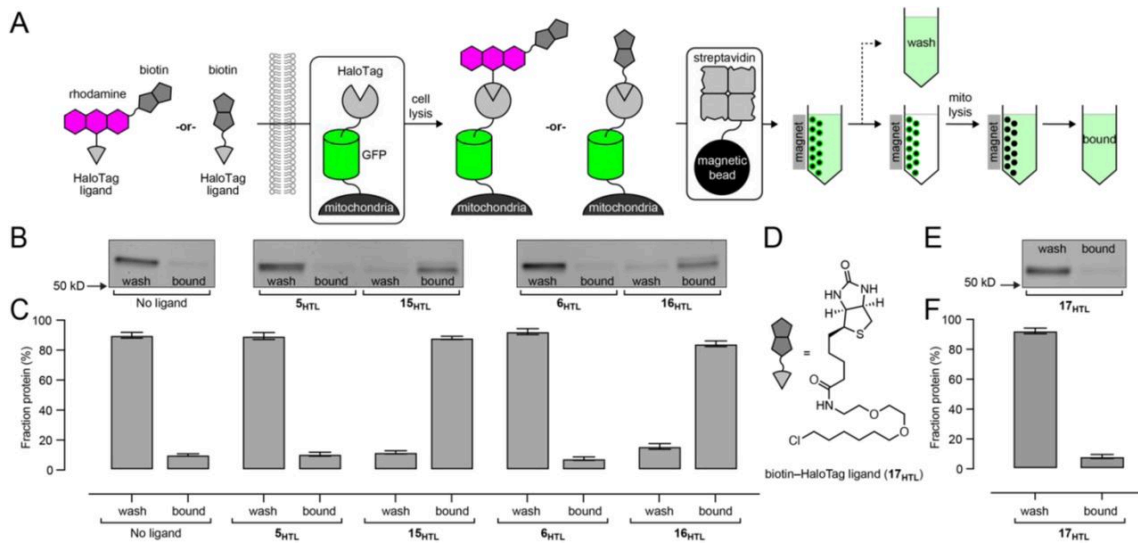 A
biotin
biotin
rhodamine
-or-
HaloTag
ligand
HaloTag
ligand
HaloTag
GFP
mitochondria
cell
lysis
-or-
mitochondria
mitochondria
streptavidin
magnetic
bead
magnet
wash
magnet
mito
lysis
magnet
bound
B
50 kD
wash bound
No ligand
wash bound wash bound
5HTL 15HTL
wash bound wash bound
6HTL 16HTL
C
Fraction protein (%)
100
80
60
40
20
0
wash bound wash bound wash bound wash bound wash bound
No ligand 5HTL 15HTL 6HTL 16HTL
D
=
O
HN NH
H H
S
O
HN
O
O
Cl
biotin–HaloTag ligand (17HTL)
E
wash bound
50 kD
17HTL
F
Fraction protein (%)
100
80
60
40
20
0
wash bound
17HTL